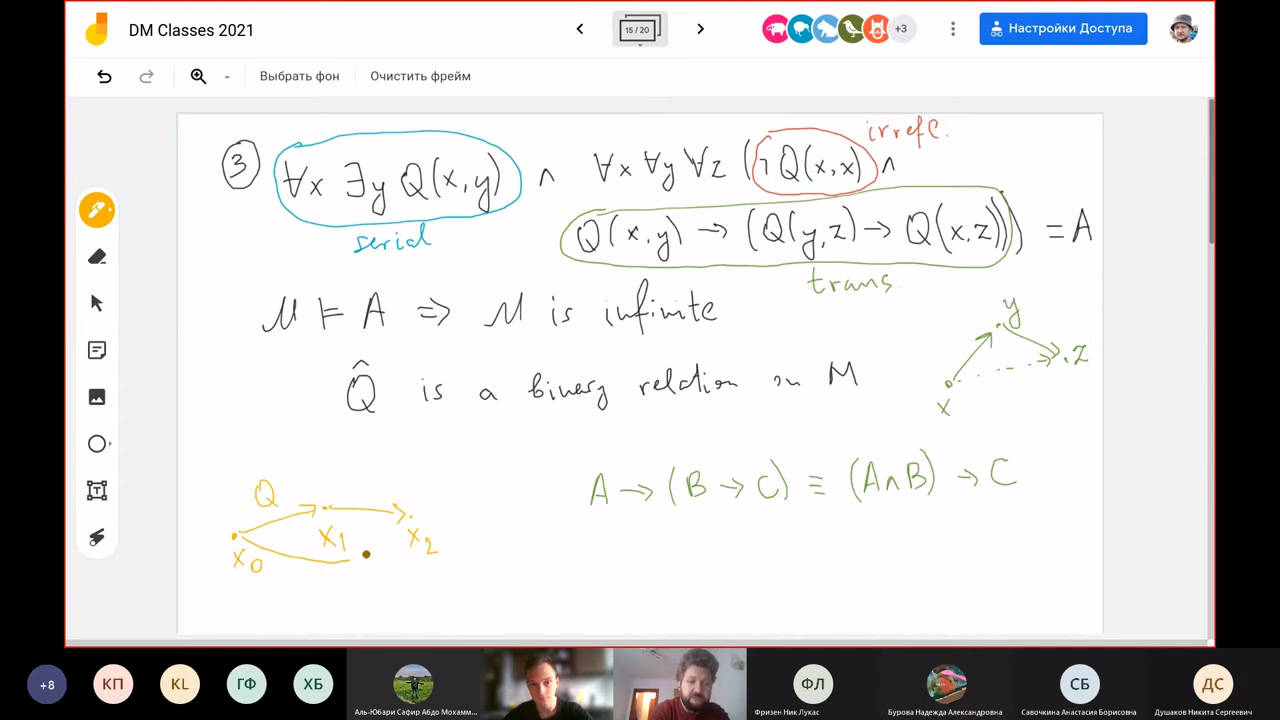 DM Classes 2021
15 / 20
+3
Настройки Доступа
Выбрать фон
Очистить фрейм
③ ∀x ∃y Q(x,y) ∧ ∀x ∀y ∀z (¬Q(x,x) ∧
irrefl.
serial
Q(x,y) → (Q(y,z) → Q(x,z))) = A
trans.
M ⊨ A ⇒ M is infinite
y
z
x
Q̂ is a binary relation on M
A → (B → C) ≡ (A ∧ B) → C
Q
x₀
x₁
x₂
+8
КП
KL
ГФ
ХБ
Аль-Юбари Сафир Абдо Мохамм...
ФЛ
Фризен Ник Лукас
Бурова Надежда Александровна
СБ
Савочкина Анастасия Борисовна
ДС
Душаков Никита Сергеевич